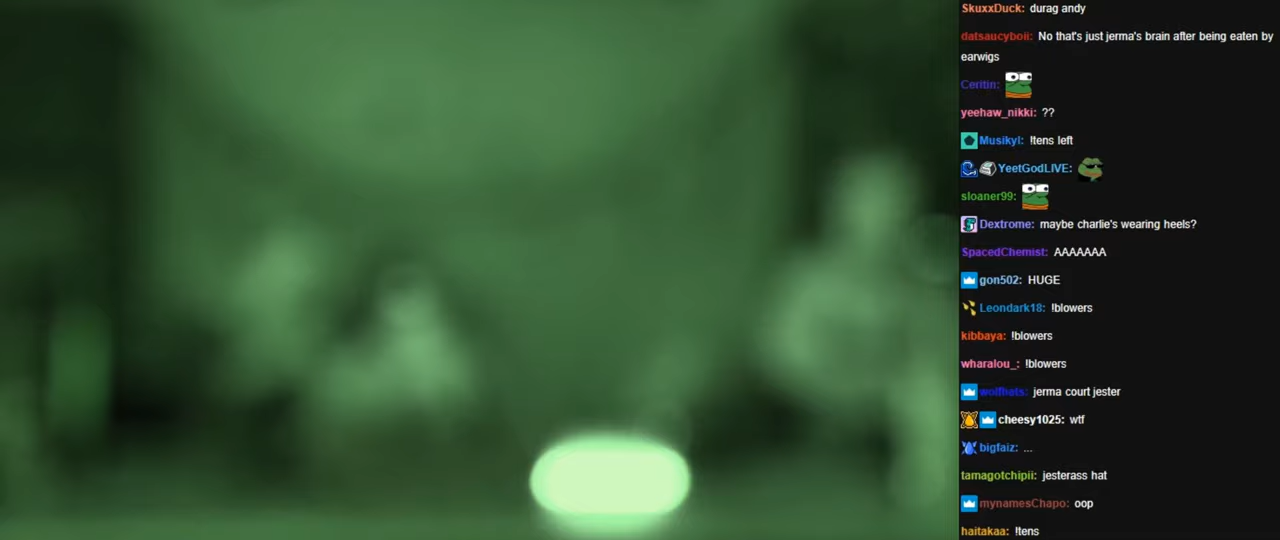 SkuxxDuck: durag andy
datsaucyboii: No that's just jerma's brain after being eaten by
earwigs
Ceritin:
yeehaw_nikki: ??
Musikyl: !tens left
YeetGodLIVE:
sloaner99:
Dextrome: maybe charlie's wearing heels?
SpacedChemist: AAAAAAA
gon502: HUGE
Leondark18: !blowers
kibbaya: !blowers
wharalou_: !blowers
wolfhats: jerma court jester
cheesy1025: wtf
bigfaiz: ...
tamagotchipii: jesterass hat
mynamesChapo: oop
haitakaa: !tens